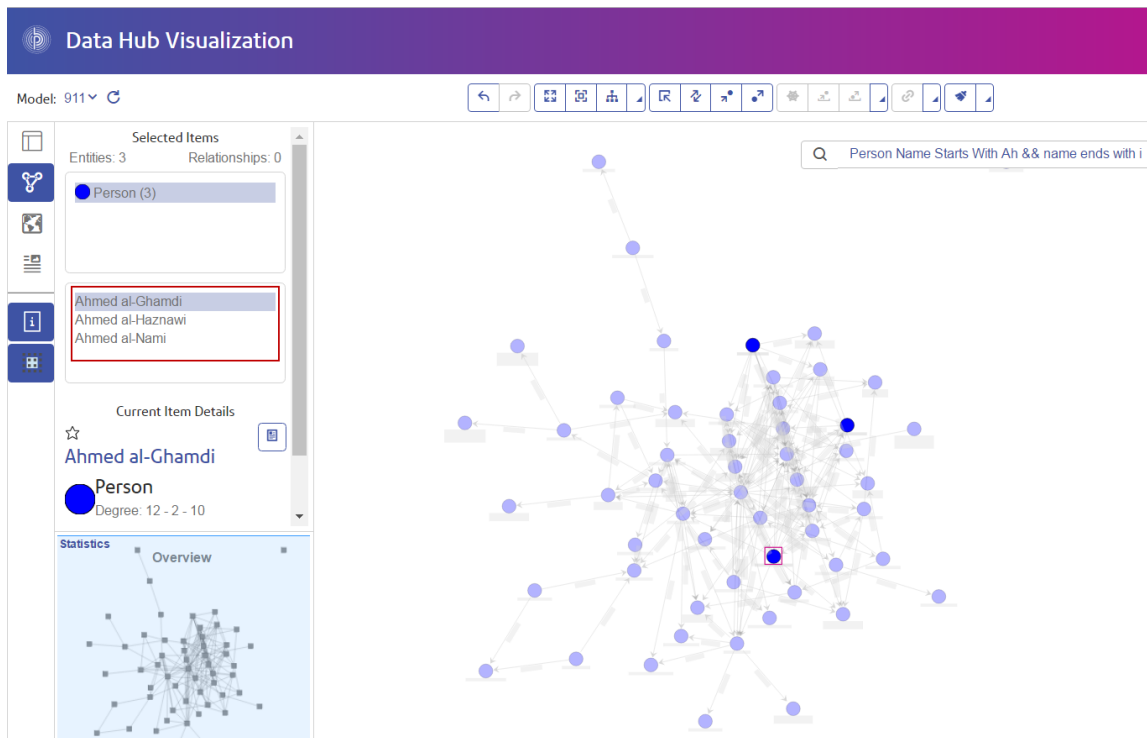 Data Hub Visualization
Model: 911
Selected Items
Entities: 3 Relationships: 0
Person (3)
Ahmed al-Ghamdi
Ahmed al-Haznawi
Ahmed al-Nami
Current Item Details
Ahmed al-Ghamdi
Person
Degree: 12 - 2 - 10
Statistics
Overview
Person Name Starts With Ah && name ends with i